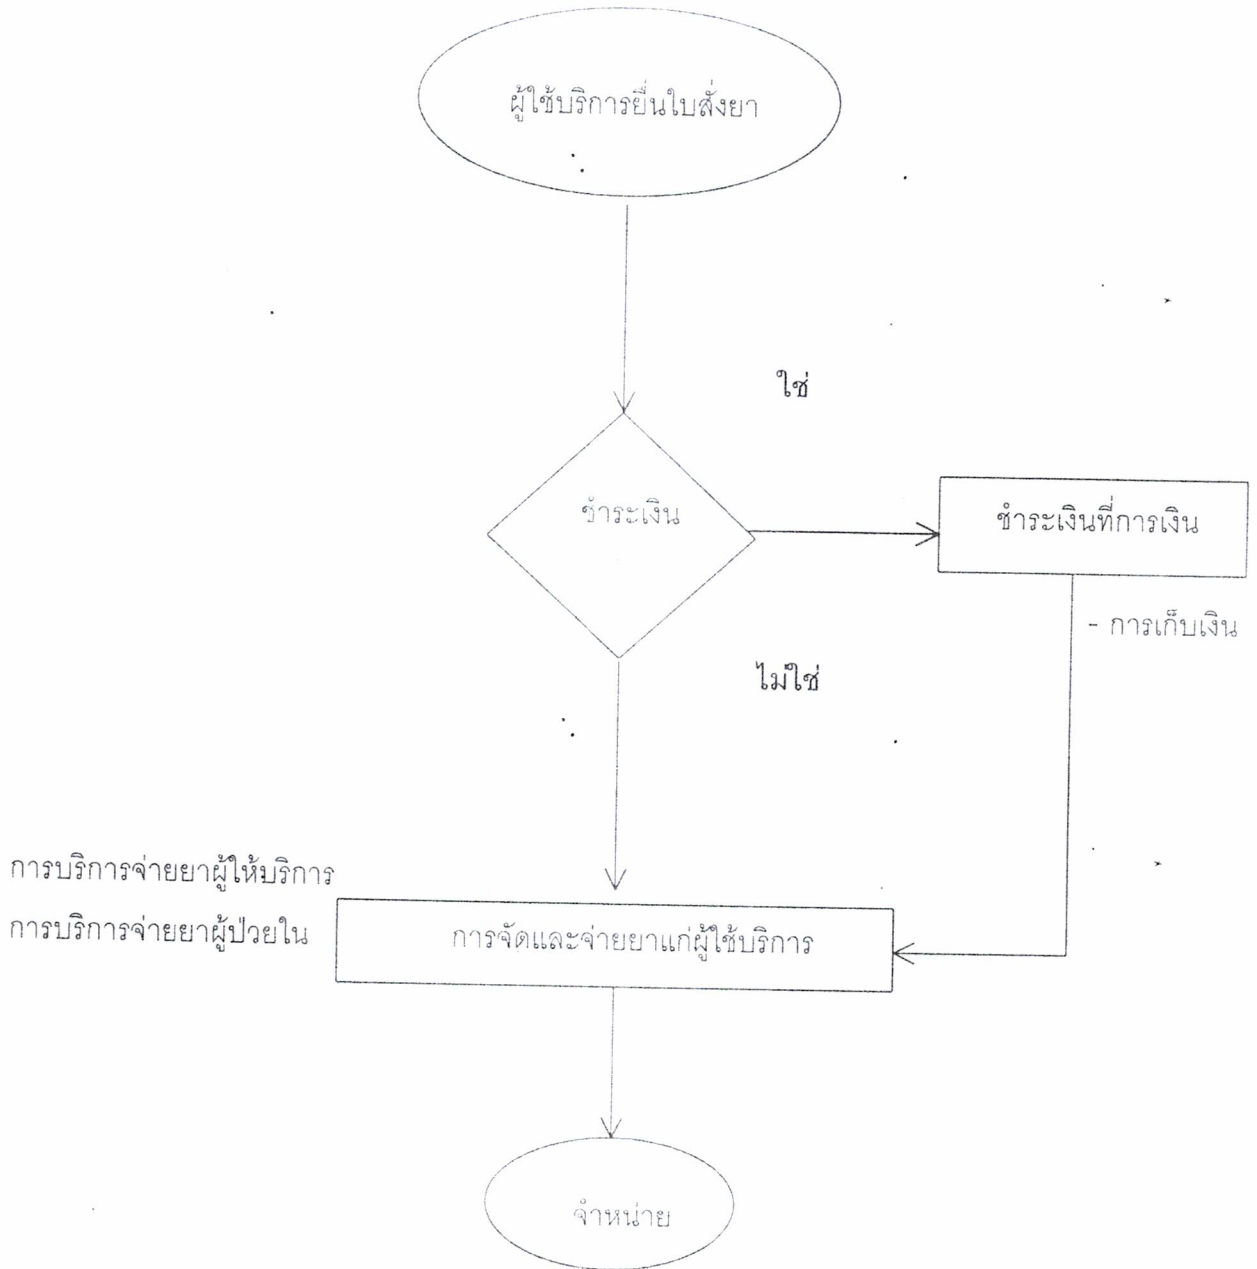 ผู้ใช้บริการยื่นใบสั่งยา
ใช่
ชำระเงิน
ชำระเงินที่การเงิน
- การเก็บเงิน
ไม่ใช่
การบริการจ่ายยาผู้ให้บริการ
การบริการจ่ายยาผู้ป่วยใน
การจัดและจ่ายยาแก่ผู้ใช้บริการ
จำหน่าย